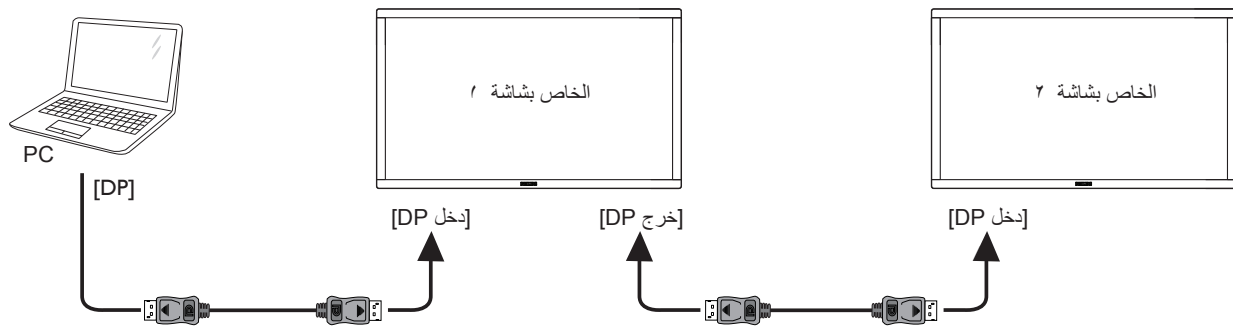 الخاص بشاشة ١
الخاص بشاشة ٢
PC
[DP]
[دخل DP]
[خرج DP]
[دخل DP]